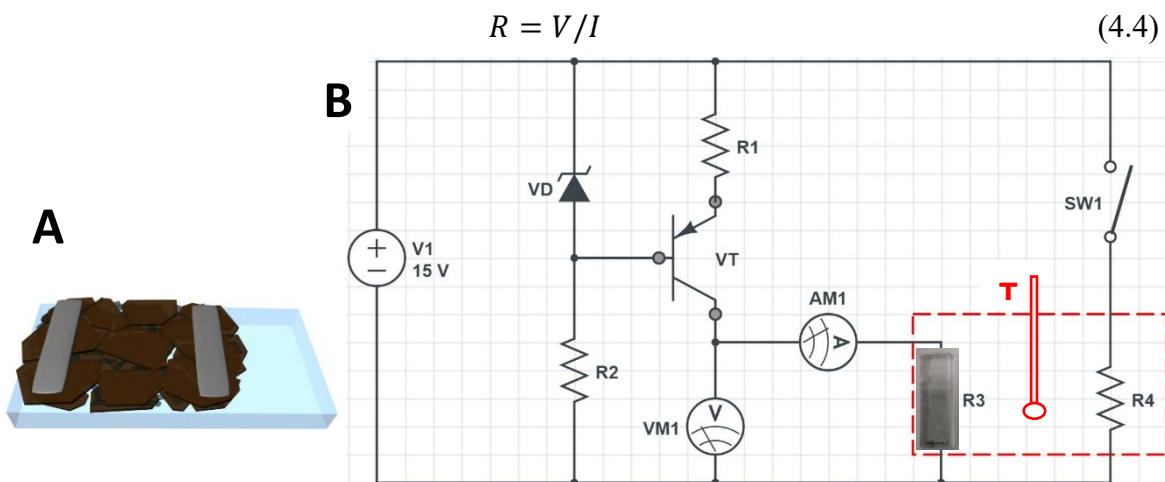 R = V/I (4.4)
B
R1
VD
SW1
A
V1
15 V
VT
T
AM1
A
R2
R3
R4
V
VM1